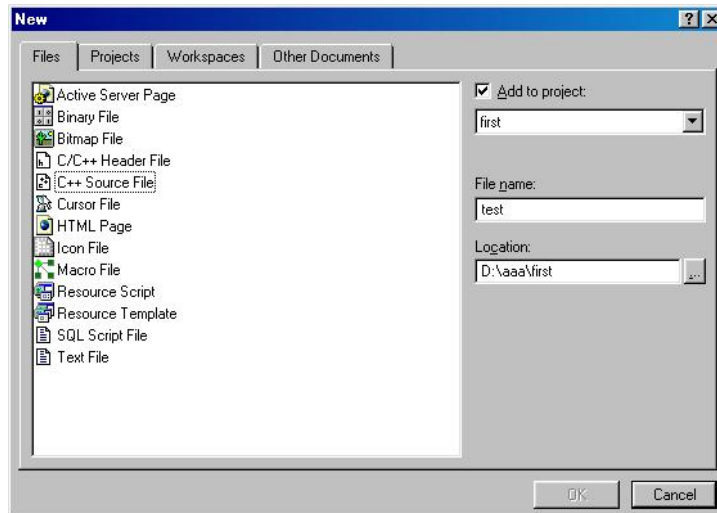 New
Files Projects Workspaces Other Documents
Active Server Page
Binary File
Bitmap File
C/C++ Header File
C++ Source File
Cursor File
HTML Page
Icon File
Macro File
Resource Script
Resource Template
SQL Script File
Text File
Add to project:
first
File name:
test
Location:
D:\aaa\first
...
OK Cancel